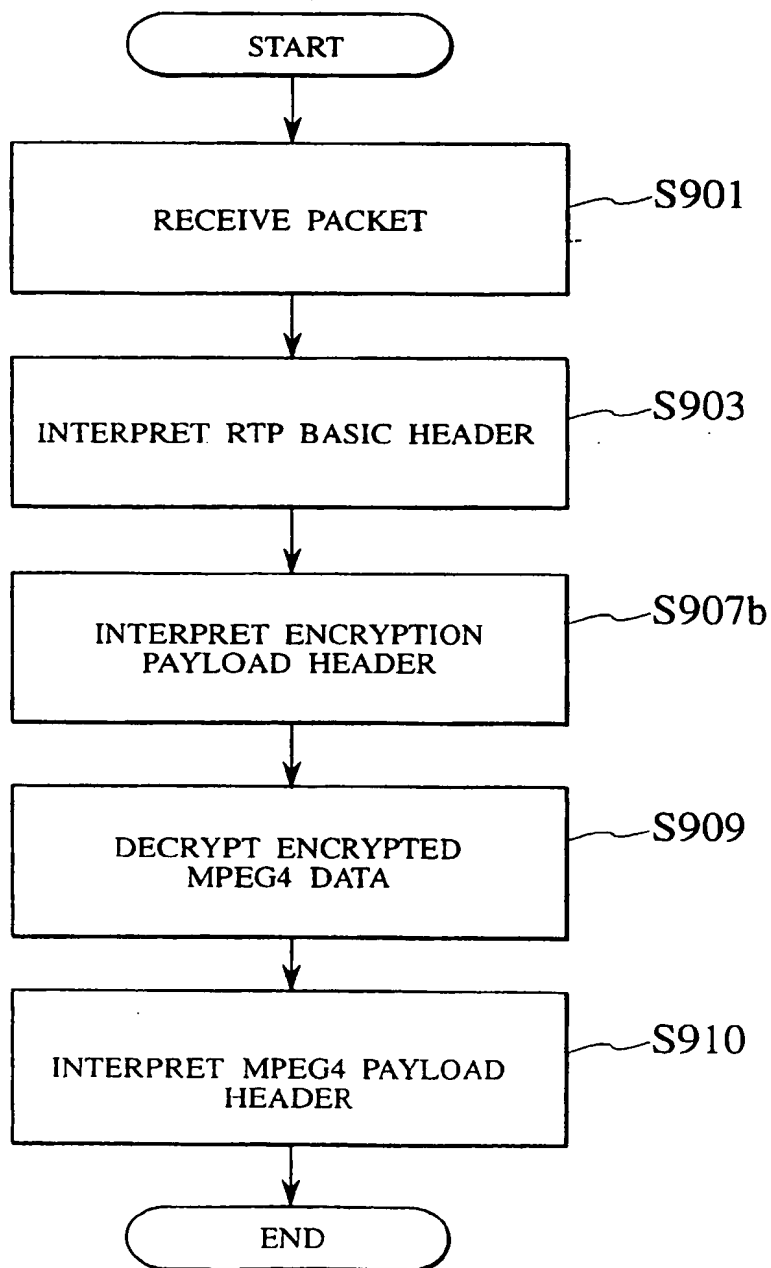 START
RECEIVE PACKET
S901
INTERPRET RTP BASIC HEADER
S903
INTERPRET ENCRYPTION
PAYLOAD HEADER
S907b
DECRYPT ENCRYPTED
MPEG4 DATA
S909
INTERPRET MPEG4 PAYLOAD
HEADER
S910
END